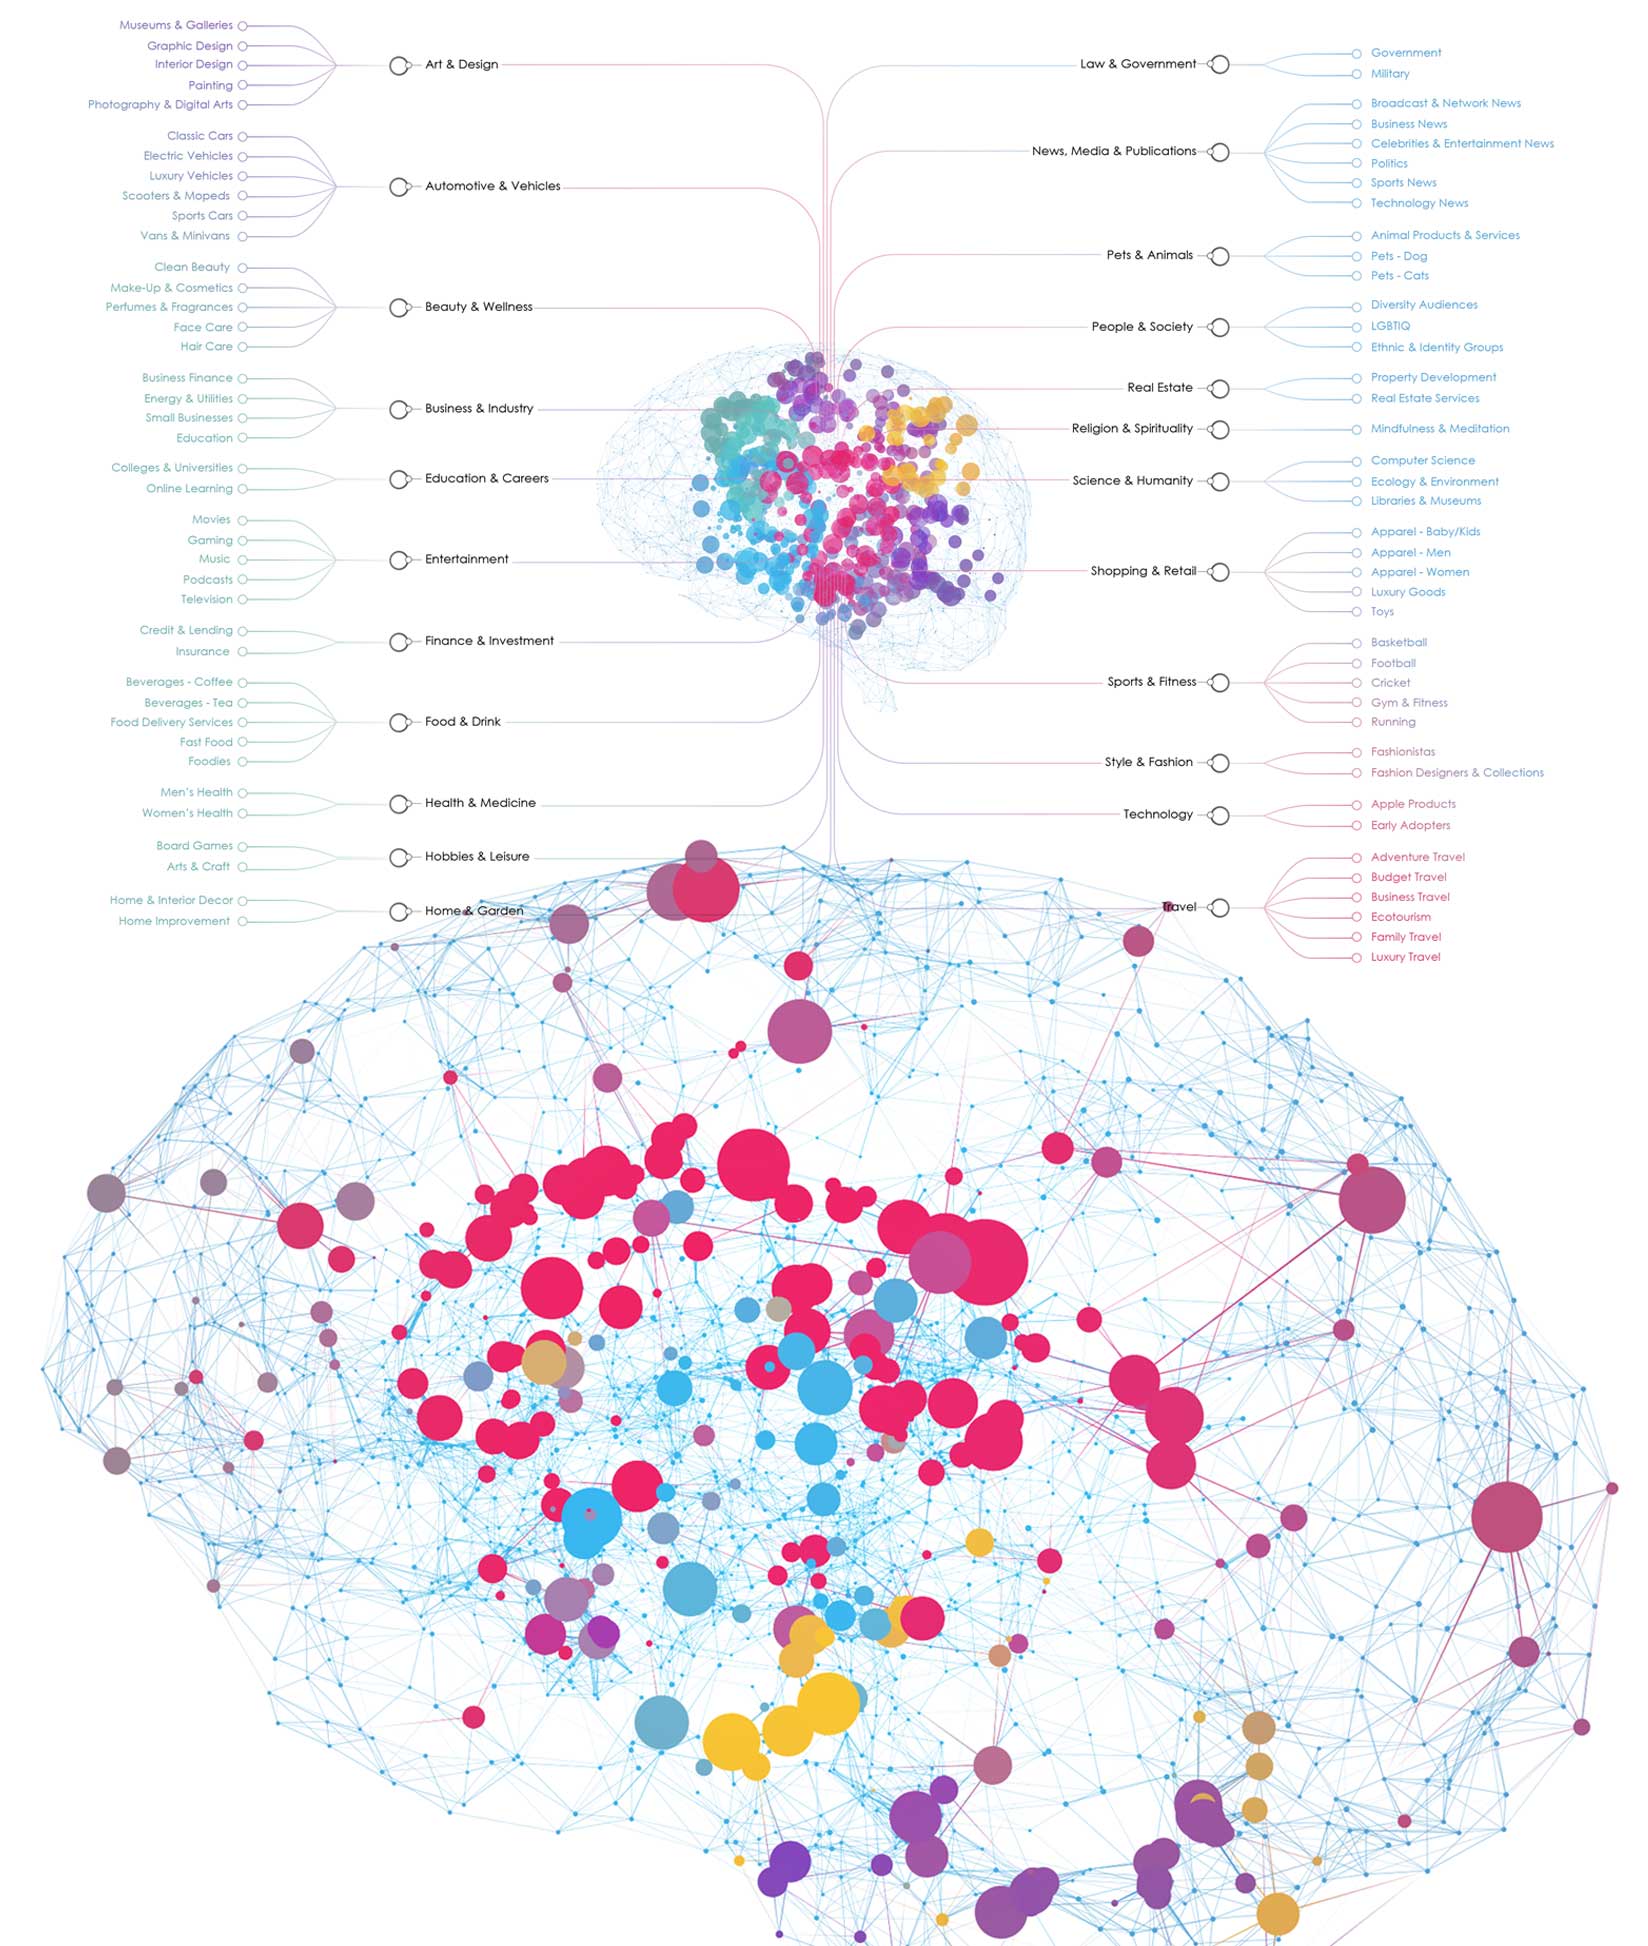 Museums & Galleries
Graphic Design
Interior Design
Painting
Photography & Digital Arts
Art & Design
Classic Cars
Electric Vehicles
Luxury Vehicles
Scooters & Mopeds
Sports Cars
Vans & Minivans
Automotive & Vehicles
Clean Beauty
Make-Up & Cosmetics
Perfumes & Fragrances
Face Care
Hair Care
Beauty & Wellness
Business Finance
Energy & Utilities
Small Businesses
Education
Business & Industry
Colleges & Universities
Online Learning
Education & Careers
Movies
Gaming
Music
Podcasts
Television
Entertainment
Credit & Lending
Insurance
Finance & Investment
Beverages - Coffee
Beverages - Tea
Food Delivery Services
Fast Food
Foodies
Food & Drink
Men's Health
Women's Health
Health & Medicine
Board Games
Arts & Craft
Hobbies & Leisure
Home & Interior Decor
Home Improvement
Home & Garden
Law & Government
Government
Military
News, Media & Publications
Broadcast & Network News
Business News
Celebrities & Entertainment News
Politics
Sports News
Technology News
Pets & Animals
Animal Products & Services
Pets - Dog
Pets - Cats
People & Society
Diversity Audiences
LGBTIQ
Ethnic & Identity Groups
Real Estate
Property Development
Real Estate Services
Religion & Spirituality
Mindfulness & Meditation
Science & Humanity
Computer Science
Ecology & Environment
Libraries & Museums
Shopping & Retail
Apparel - Baby/Kids
Apparel - Men
Apparel - Women
Luxury Goods
Toys
Sports & Fitness
Basketball
Football
Cricket
Gym & Fitness
Running
Style & Fashion
Fashionistas
Fashion Designers & Collections
Technology
Apple Products
Early Adopters
Travel
Adventure Travel
Budget Travel
Business Travel
Ecotourism
Family Travel
Luxury Travel